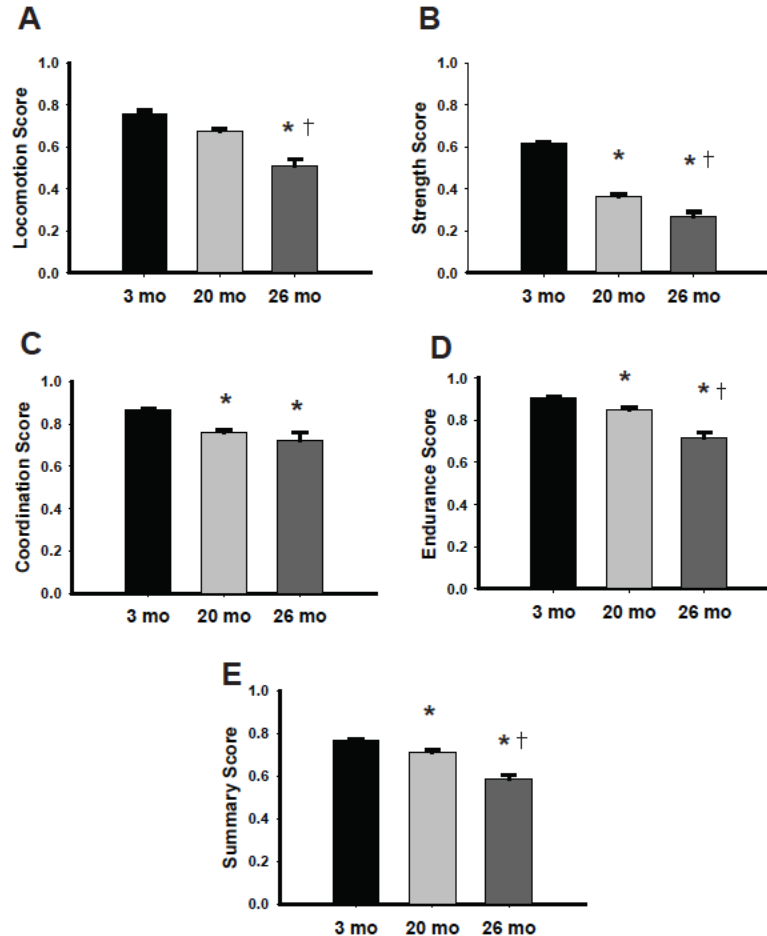 A
Locomotion Score
1.0
0.8
0.6
0.4
0.2
0.0
* †
3 mo 20 mo 26 mo
B
Strength Score
1.0
0.8
0.6
0.4
0.2
0.0
*
* †
3 mo 20 mo 26 mo
C
Coordination Score
1.0
0.8
0.6
0.4
0.2
0.0
* *
3 mo 20 mo 26 mo
D
Endurance Score
1.0
0.8
0.6
0.4
0.2
0.0
*
* †
3 mo 20 mo 26 mo
E
Summary Score
1.0
0.8
0.6
0.4
0.2
0.0
*
* †
3 mo 20 mo 26 mo